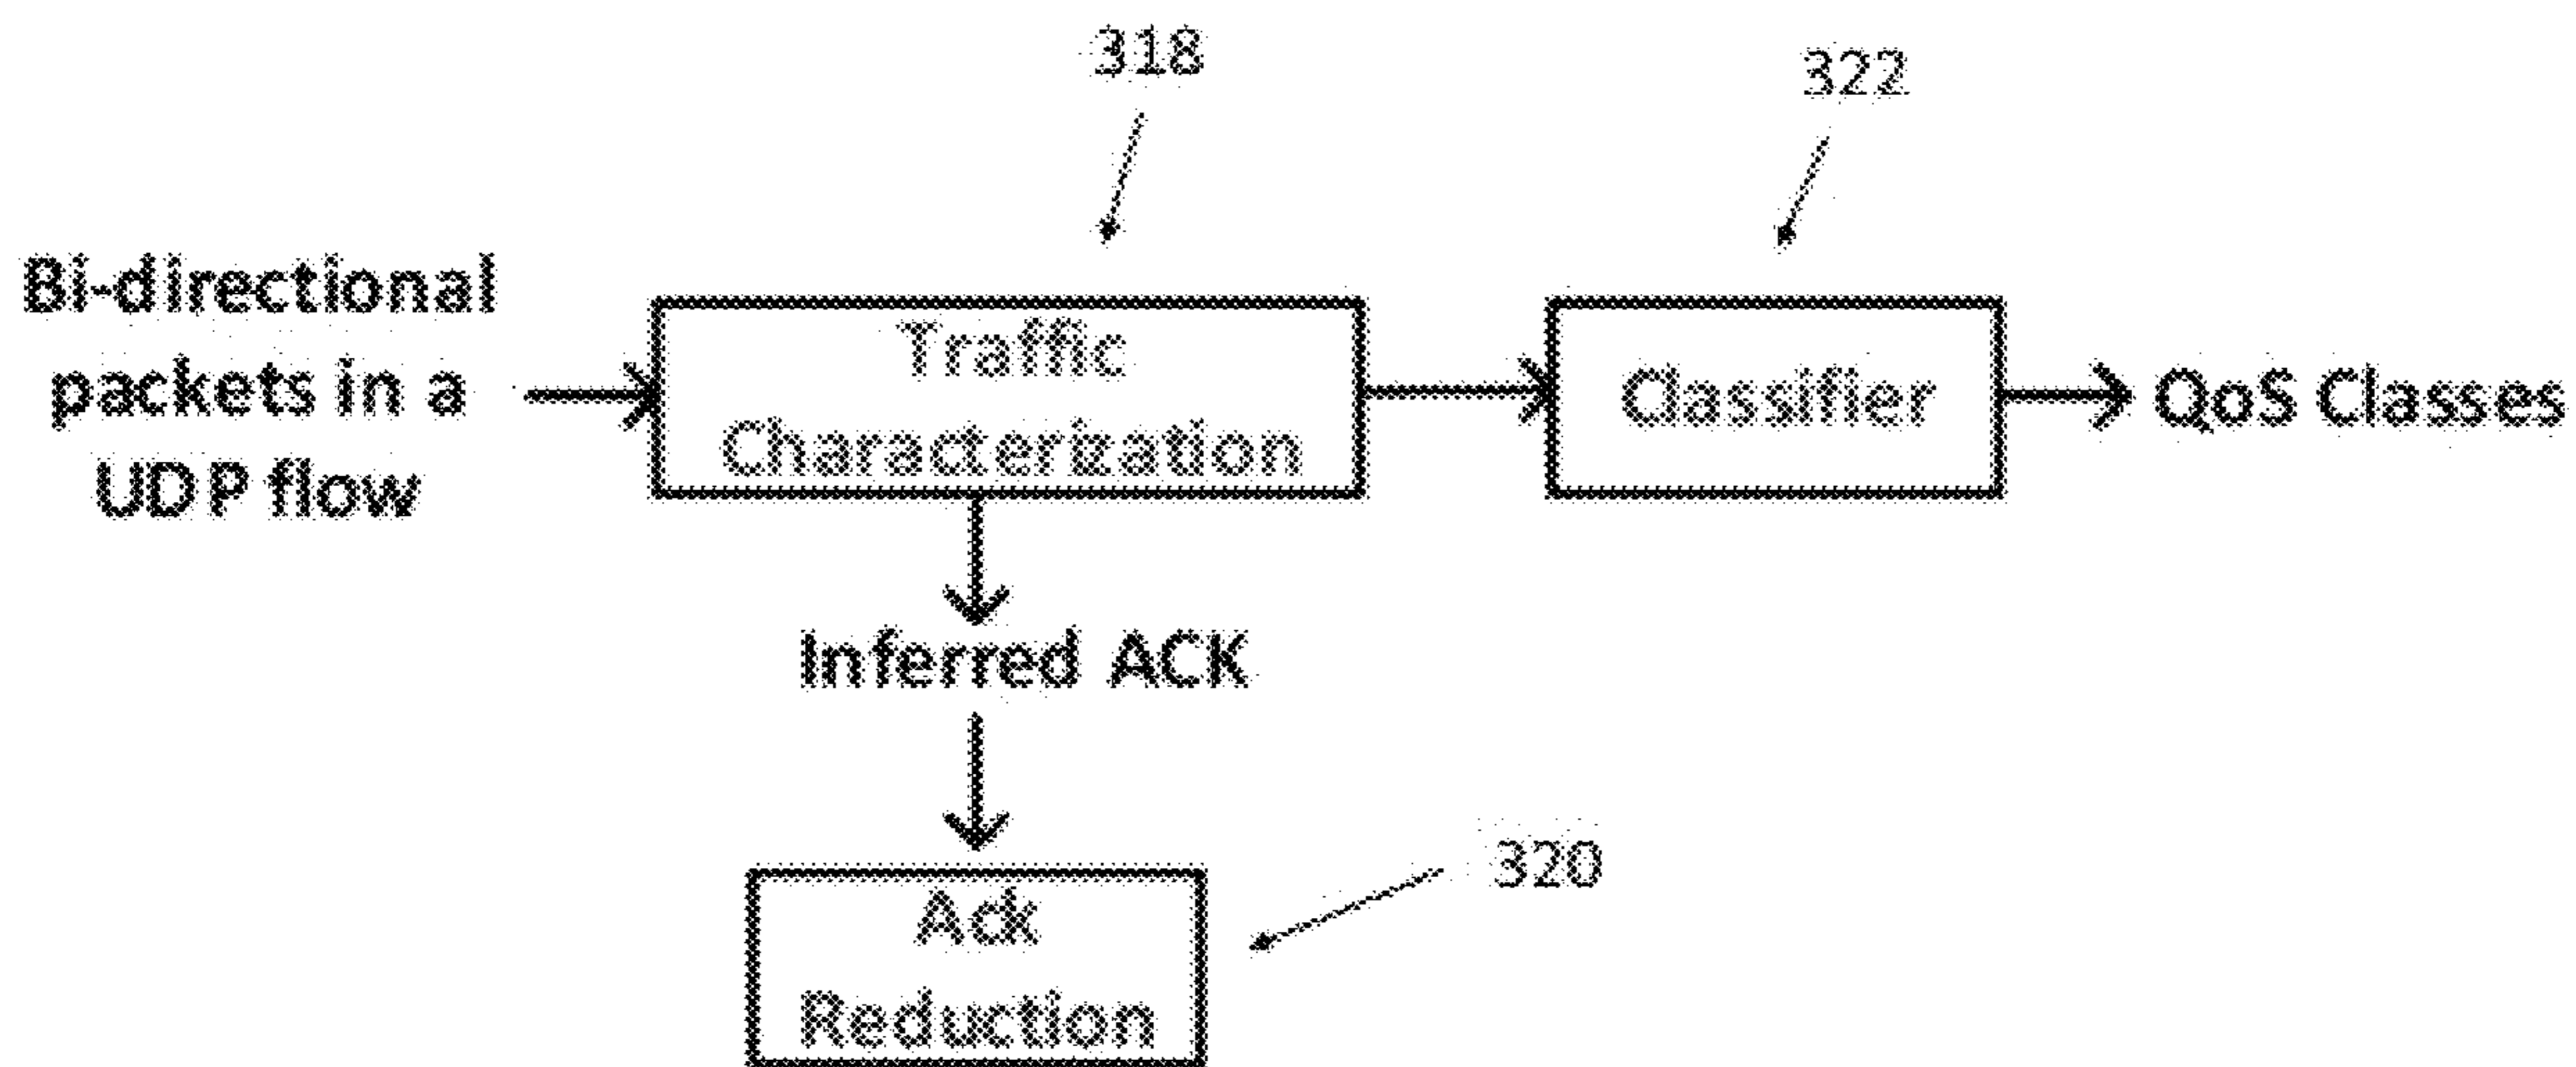 318
322
Bi-directional
packets in a
UDP flow
Traffic
Characterization
Classifier
QoS Classes
Inferred ACK
320
Ack
Reduction